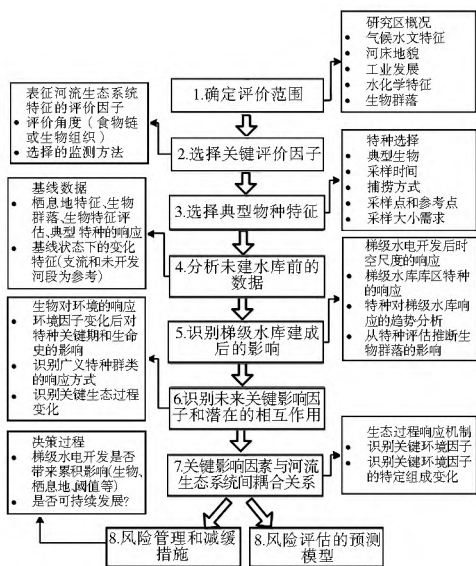 研究区概况
• 气候水文特征
• 河床地貌
• 工业发展
• 水化学特征
• 生物群落
1.确定评价范围
表征河流生态系统
特征的评价因子
• 评价角度(食物链
或生物组织)
• 选择的监测方法
2.选择关键评价因子
特种选择
• 典型生物
• 采样时间
• 捕捞方式
• 采样点和参考点
• 采样大小需求
3.选择典型物种特征
基线数据
• 栖息地特征、生物
群落、生物特征评
估、典型 特种的响应
• 基线状态下的变化
特征(支流和未开发
河段为参考)
4.分析未建水库前的
数据
梯级水电开发后时
空尺度的响应
• 梯级水库库区特种
的响应
• 特种对梯级水库响
应的趋势分析
• 从特种评估推断生
物群落的影响
5.识别梯级水库建成
后的影响
生物对环境的响应
• 环境因子变化后对
特种关键期和生命
史的影响
• 识别广义特种群类
的响应方式
• 识别关键生态过程
变化
6.识别未来关键影响因
子和潜在的相互作用
生态过程响应机制
• 识别关键环境因子
• 识别关键环境因子
的特定组成变化
7.关键影响因素与河流
生态系统间耦合关系
决策过程
• 梯级水电开发是否
带来累积影响(生物、
栖息地、阈值等)
• 是否可持续发展?
8.风险管理和减缓
措施
8.风险评估的预测
模型